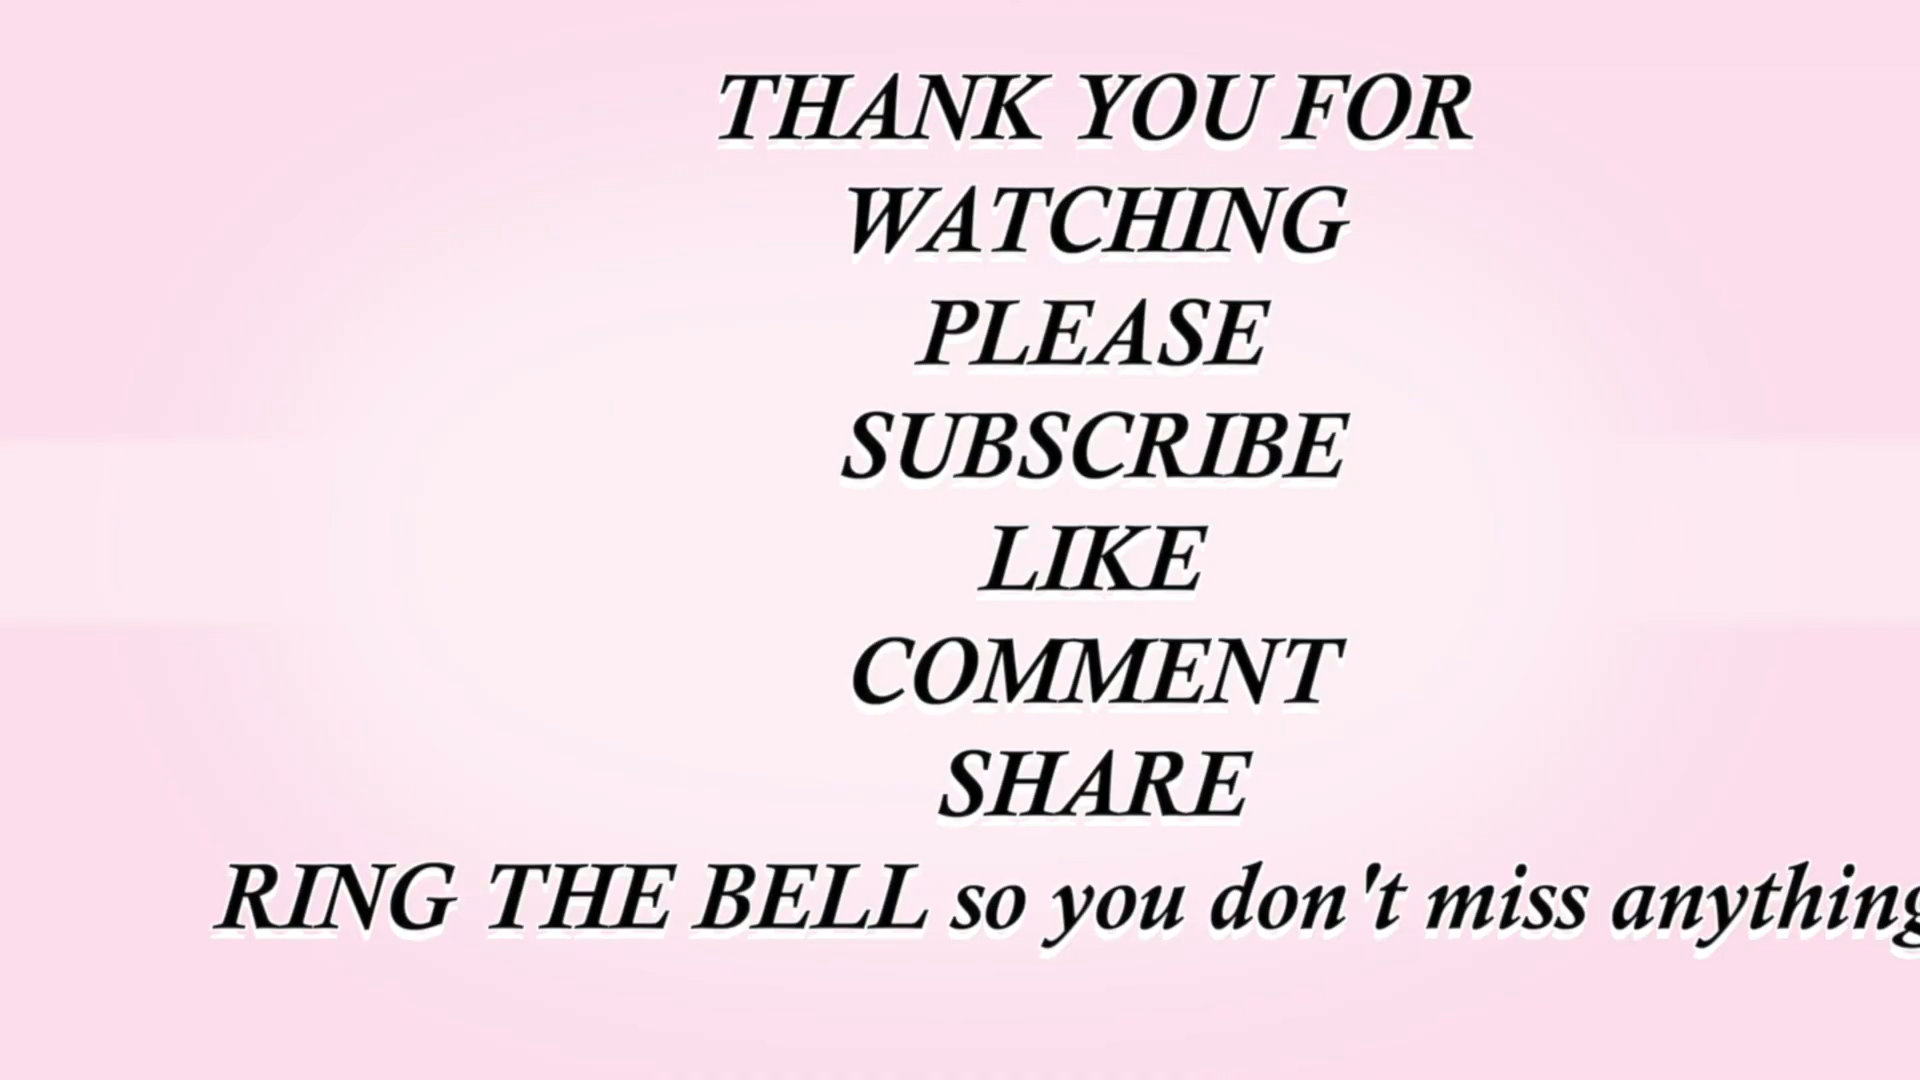 THANK YOU FOR
WATCHING
PLEASE
SUBSCRIBE
LIKE
COMMENT
SHARE
RING THE BELL so you don't miss anything